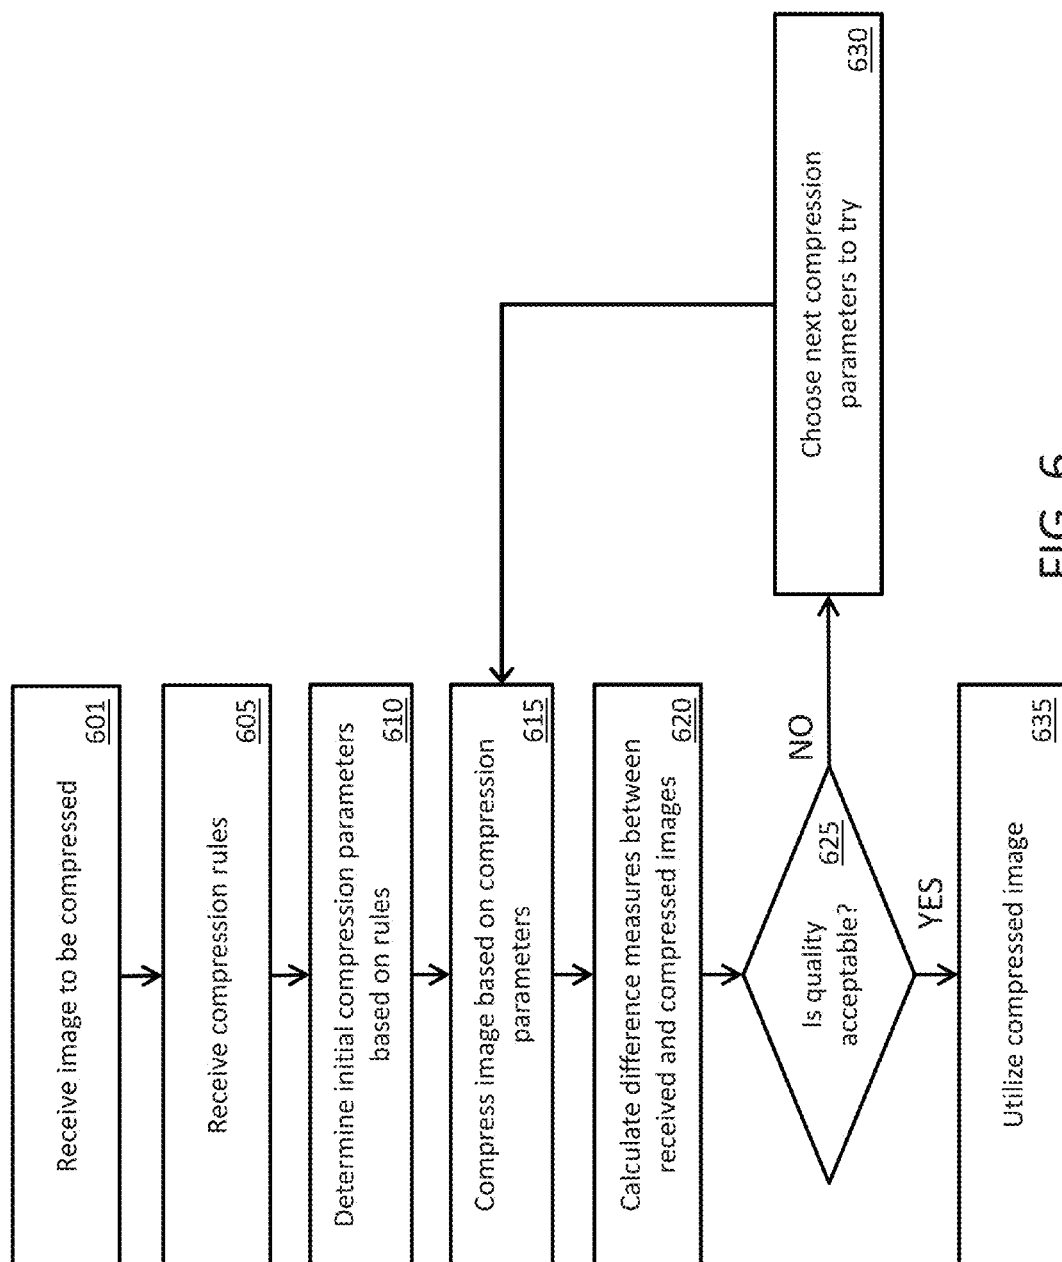 Receive image to be compressed
601
Receive compression rules
605
Determine initial compression parameters
based on rules
610
Compress image based on compression
parameters
615
Calculate difference measures between
received and compressed images
620
Is quality
acceptable?
625
NO
YES
Choose next compression
parameters to try
630
Utilize compressed image
635
FIG. 6